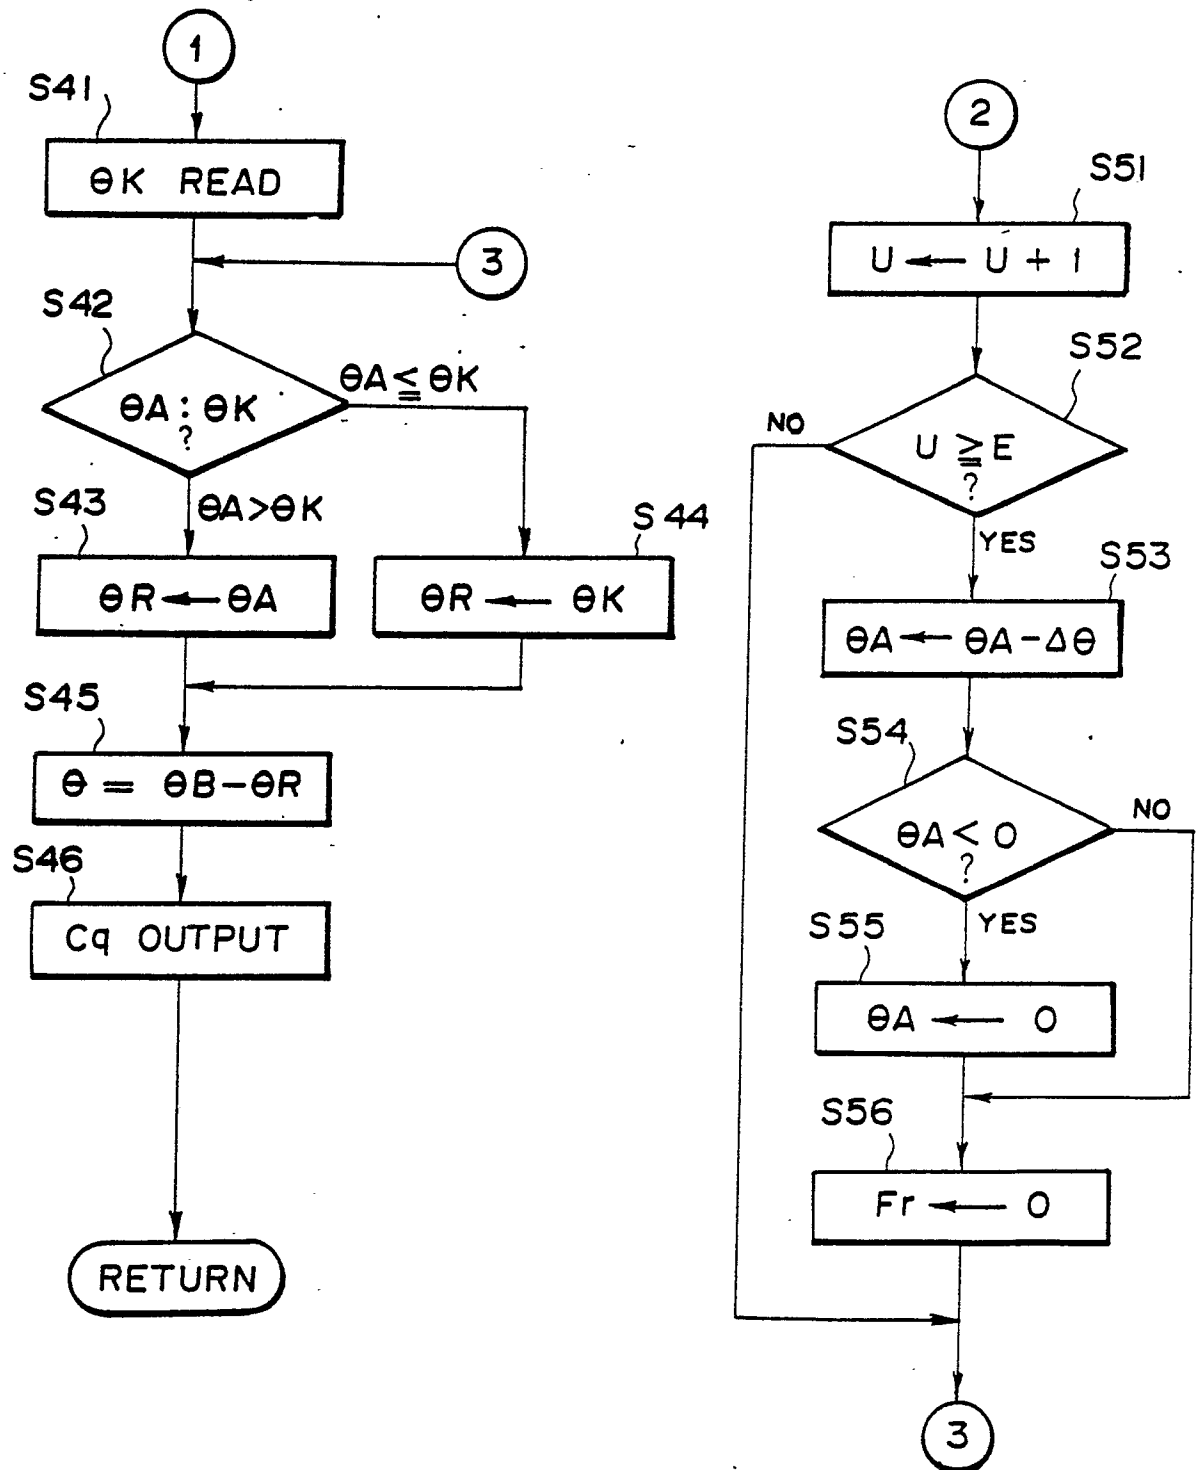 1
S41
ΘK READ
3
S42
ΘA : ΘK
?
ΘA ≦ ΘK
ΘA > ΘK
S43
ΘR ← ΘA
S44
ΘR ← ΘK
S45
Θ = ΘB - ΘR
S46
Cq OUTPUT
RETURN
2
S51
U ← U + 1
S52
U ≧ E
?
NO
YES
S53
ΘA ← ΘA - ΔΘ
S54
ΘA < 0
?
NO
YES
S55
ΘA ← 0
S56
Fr ← 0
3